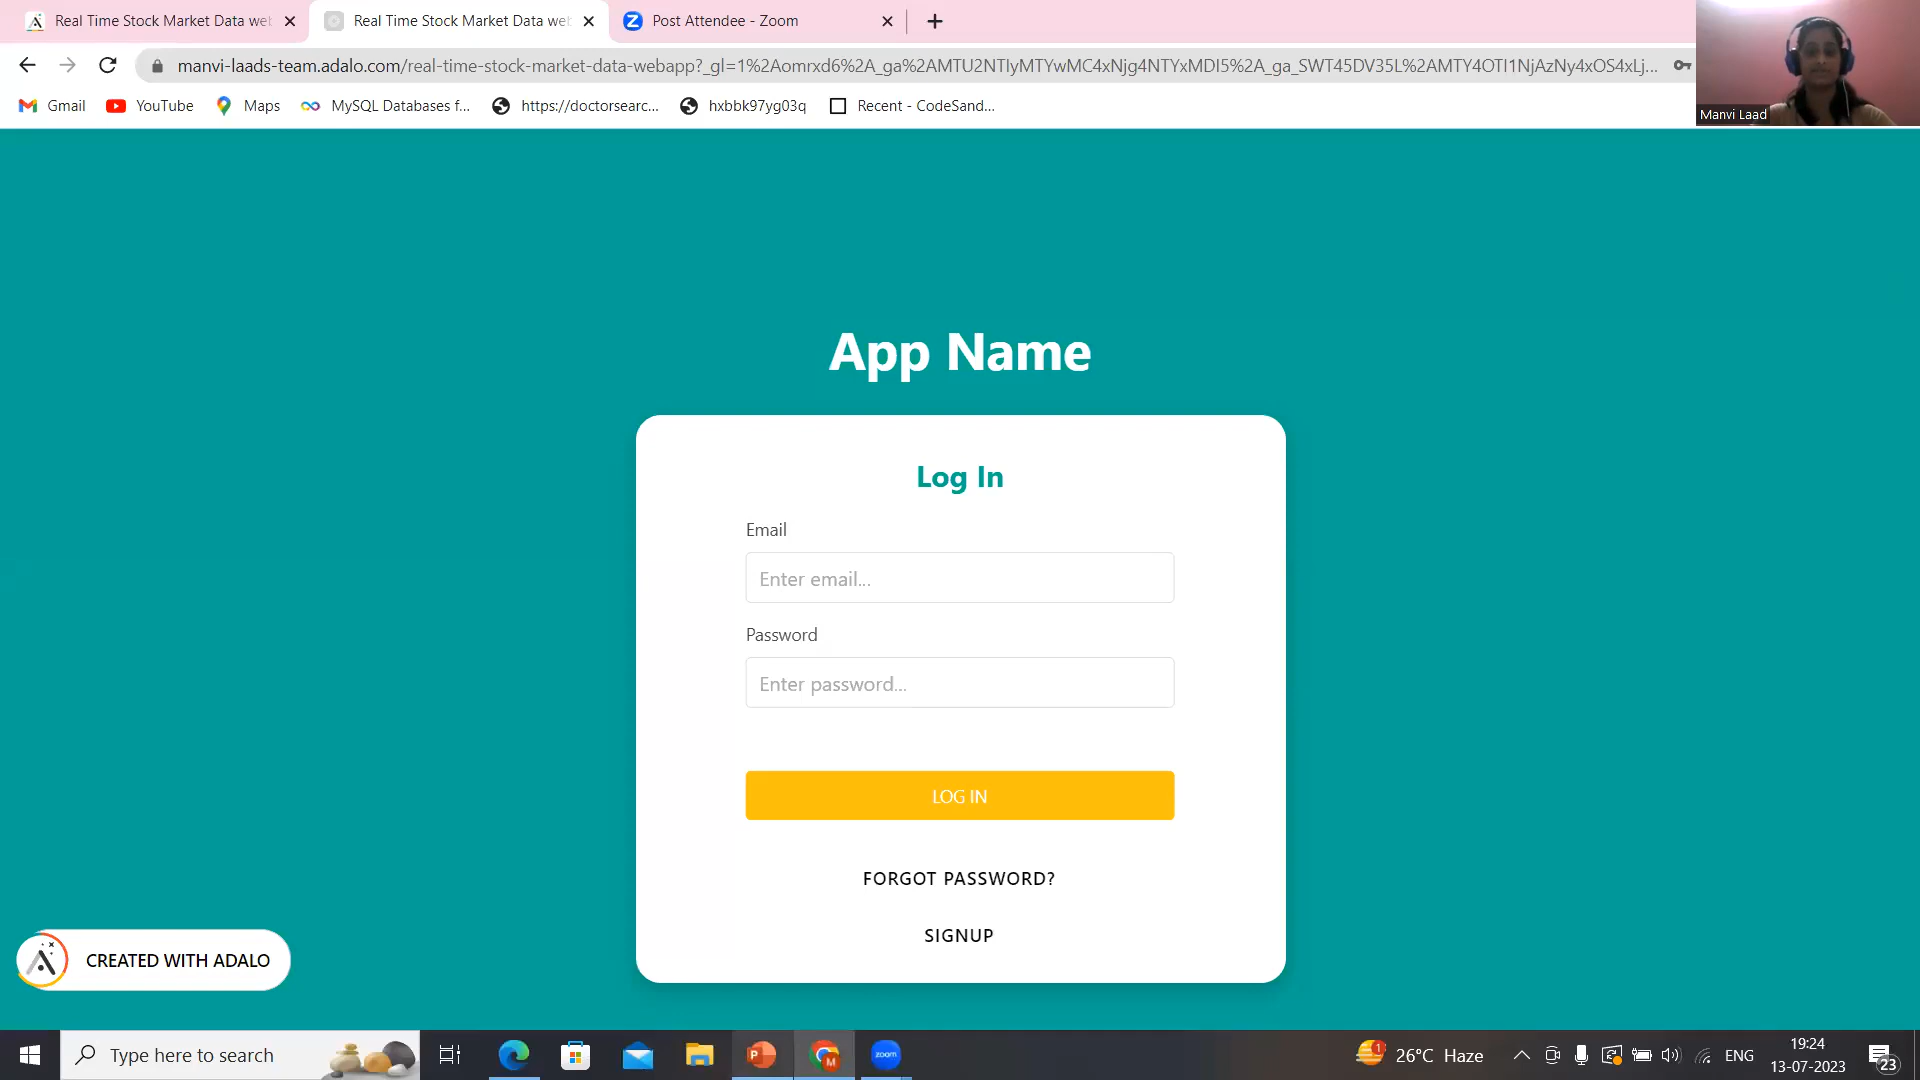 Real Time Stock Market Data wel
Real Time Stock Market Data we
Post Attendee - Zoom
manvi-laads-team.adalo.com/real-time-stock-market-data-webapp?_gl=1%2Aomrxd6%2A_ga%2AMTU2NTIyMTYwMC4xNjg4NTYxMDI5%2A_ga_SWT45DV35L%2AMTY4OTI1NjAzNy4xOS4xLj...
Gmail
YouTube
Maps
MySQL Databases f...
https://doctorsearc...
hxbbk97yg03q
Recent - CodeSand...
Manvi Laad
App Name
Log In
Email
Enter email...
Password
Enter password...
LOG IN
FORGOT PASSWORD?
SIGNUP
CREATED WITH ADALO
Type here to search
zoom
1
26°C Haze
ENG
19:24
13-07-2023
23